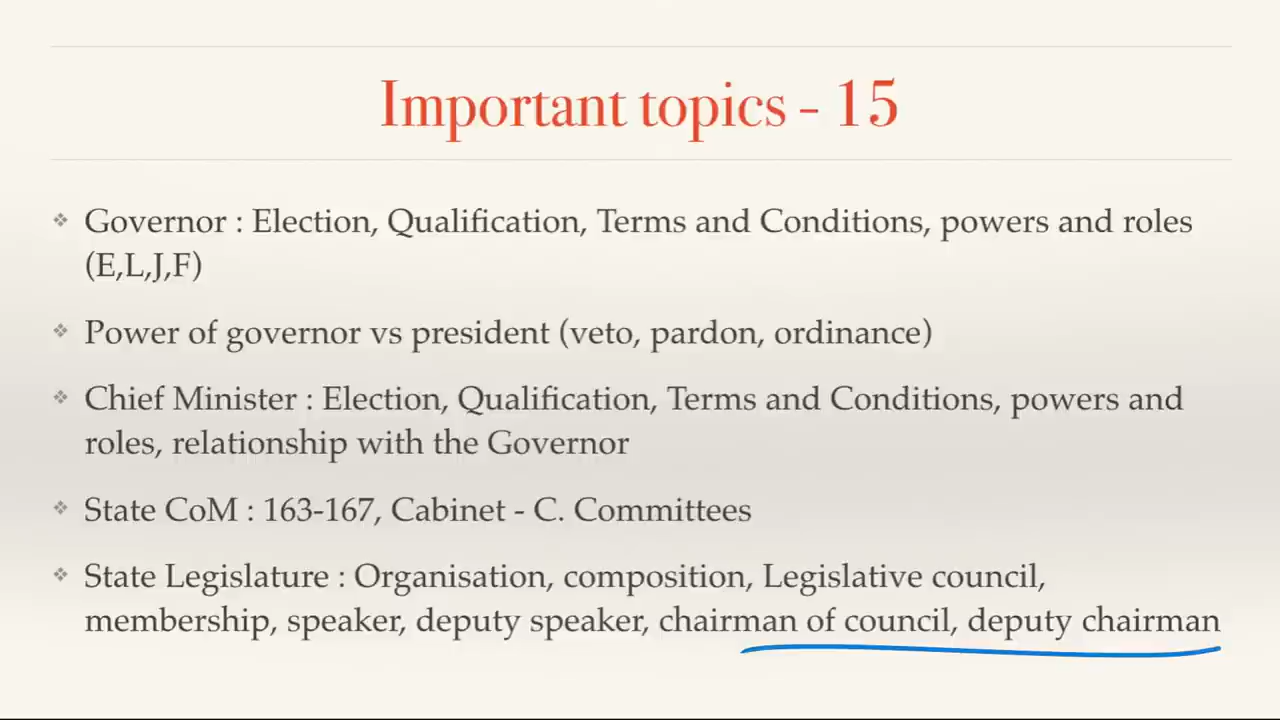 Important topics - 15
❖ Governor : Election, Qualification, Terms and Conditions, powers and roles
(E,L,J,F)
❖ Power of governor vs president (veto, pardon, ordinance)
❖ Chief Minister : Election, Qualification, Terms and Conditions, powers and
roles, relationship with the Governor
❖ State CoM : 163-167, Cabinet - C. Committees
❖ State Legislature : Organisation, composition, Legislative council,
membership, speaker, deputy speaker, chairman of council, deputy chairman